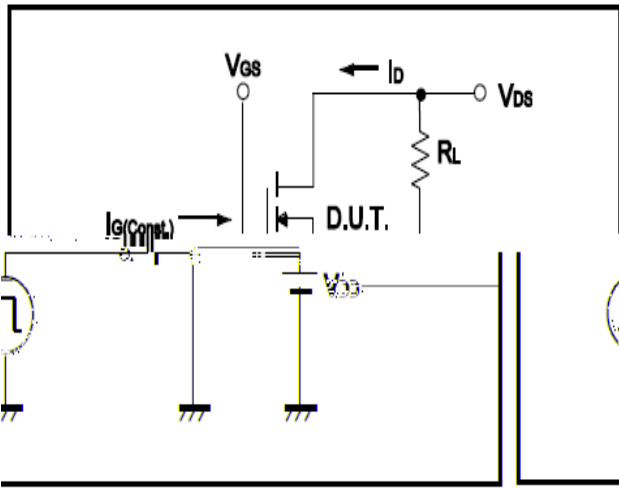 VGS
ID
VDS
RL
D.U.T.
IG(Const.)
VDD